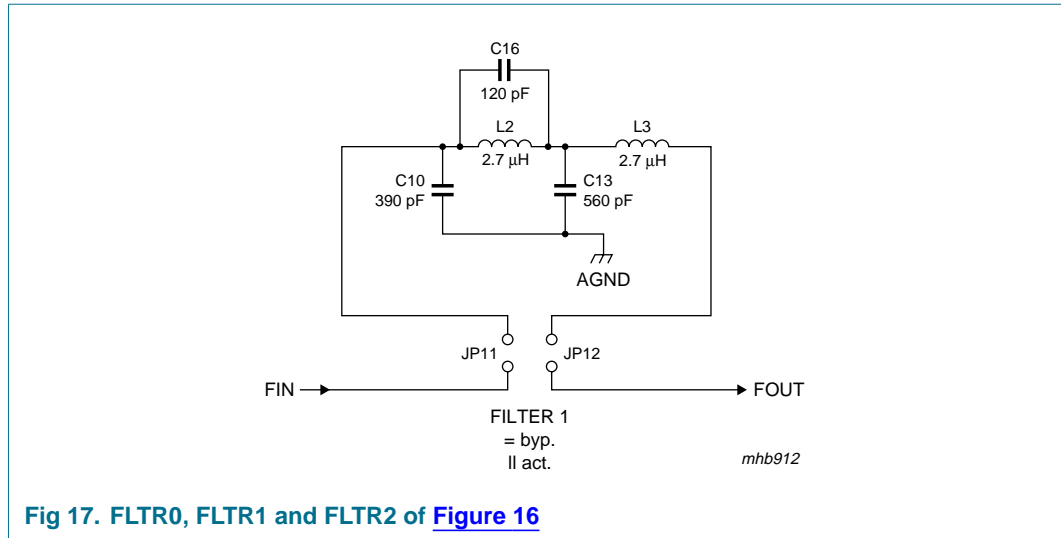 C16
120 pF
L2
2.7 μH
L3
2.7 μH
C10
390 pF
C13
560 pF
AGND
JP11
JP12
FIN
FOUT
FILTER 1
= byp.
II act.
mhb912
Fig 17. FLTR0, FLTR1 and FLTR2 of Figure 16